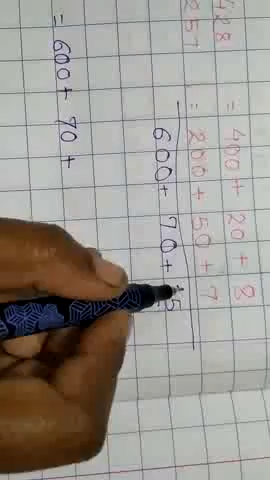 428 = 400 + 20 + 8
257 = 200 + 50 + 7
600 + 70 + 15
= 600 + 70 +